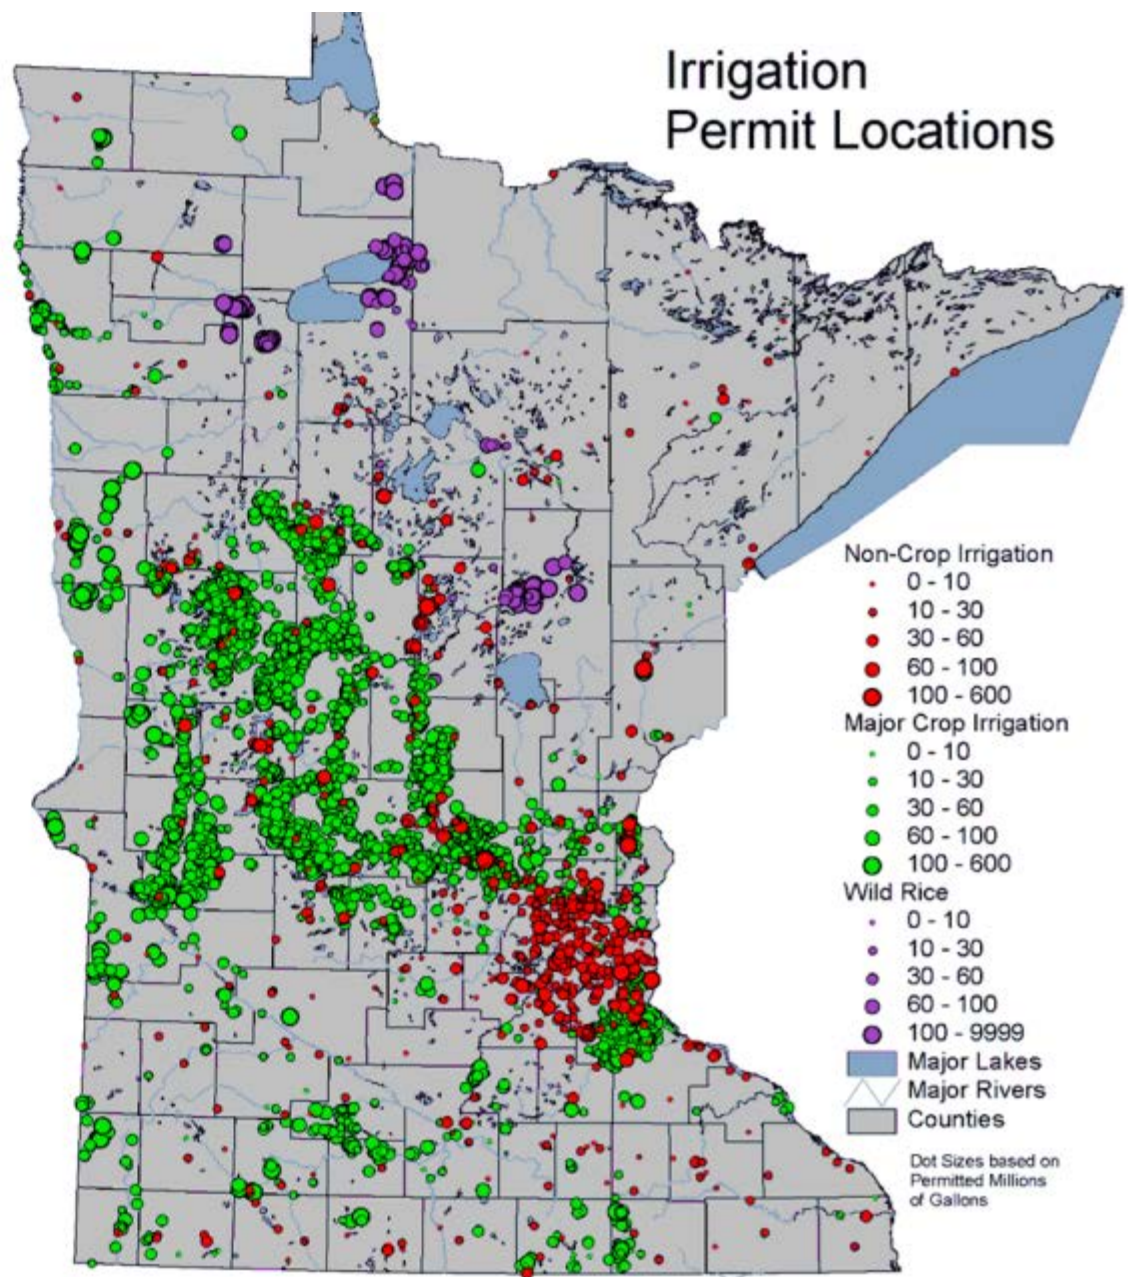 Irrigation
Permit Locations
Non-Crop Irrigation
0 - 10
10 - 30
30 - 60
60 - 100
100 - 600
Major Crop Irrigation
0 - 10
10 - 30
30 - 60
60 - 100
100 - 600
Wild Rice
0 - 10
10 - 30
30 - 60
60 - 100
100 - 9999
Major Lakes
Major Rivers
Counties
Dot Sizes based on
Permitted Millions
of Gallons